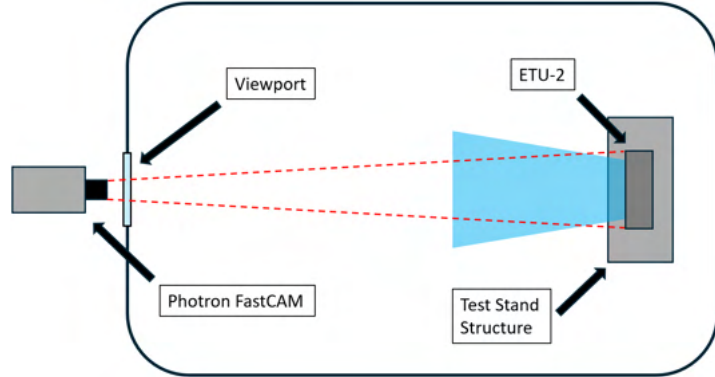 Viewport
ETU-2
Photron FastCAM
Test Stand
Structure